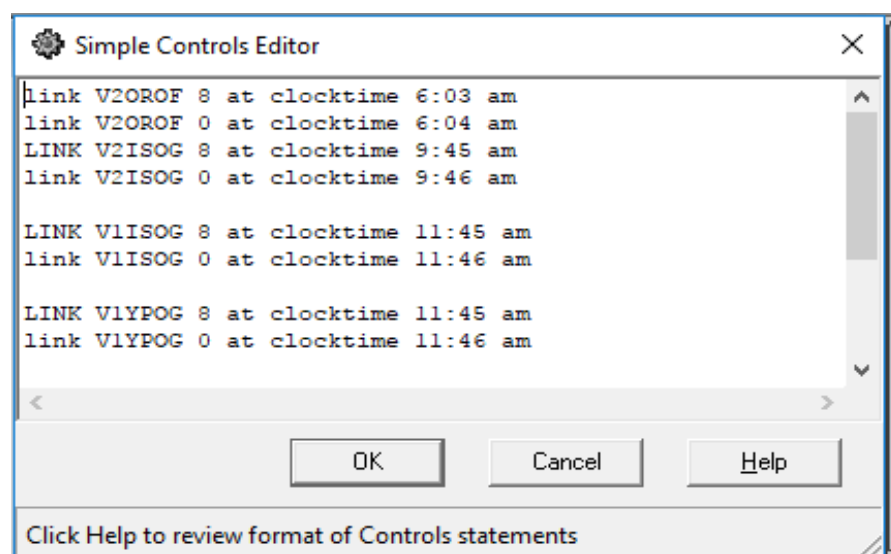 Simple Controls Editor
link V2OROF 8 at clocktime 6:03 am
link V2OROF 0 at clocktime 6:04 am
LINK V2ISOG 8 at clocktime 9:45 am
link V2ISOG 0 at clocktime 9:46 am
LINK V1ISOG 8 at clocktime 11:45 am
link V1ISOG 0 at clocktime 11:46 am
LINK V1YPOG 8 at clocktime 11:45 am
link V1YPOG 0 at clocktime 11:46 am
OK
Cancel
Help
Click Help to review format of Controls statements